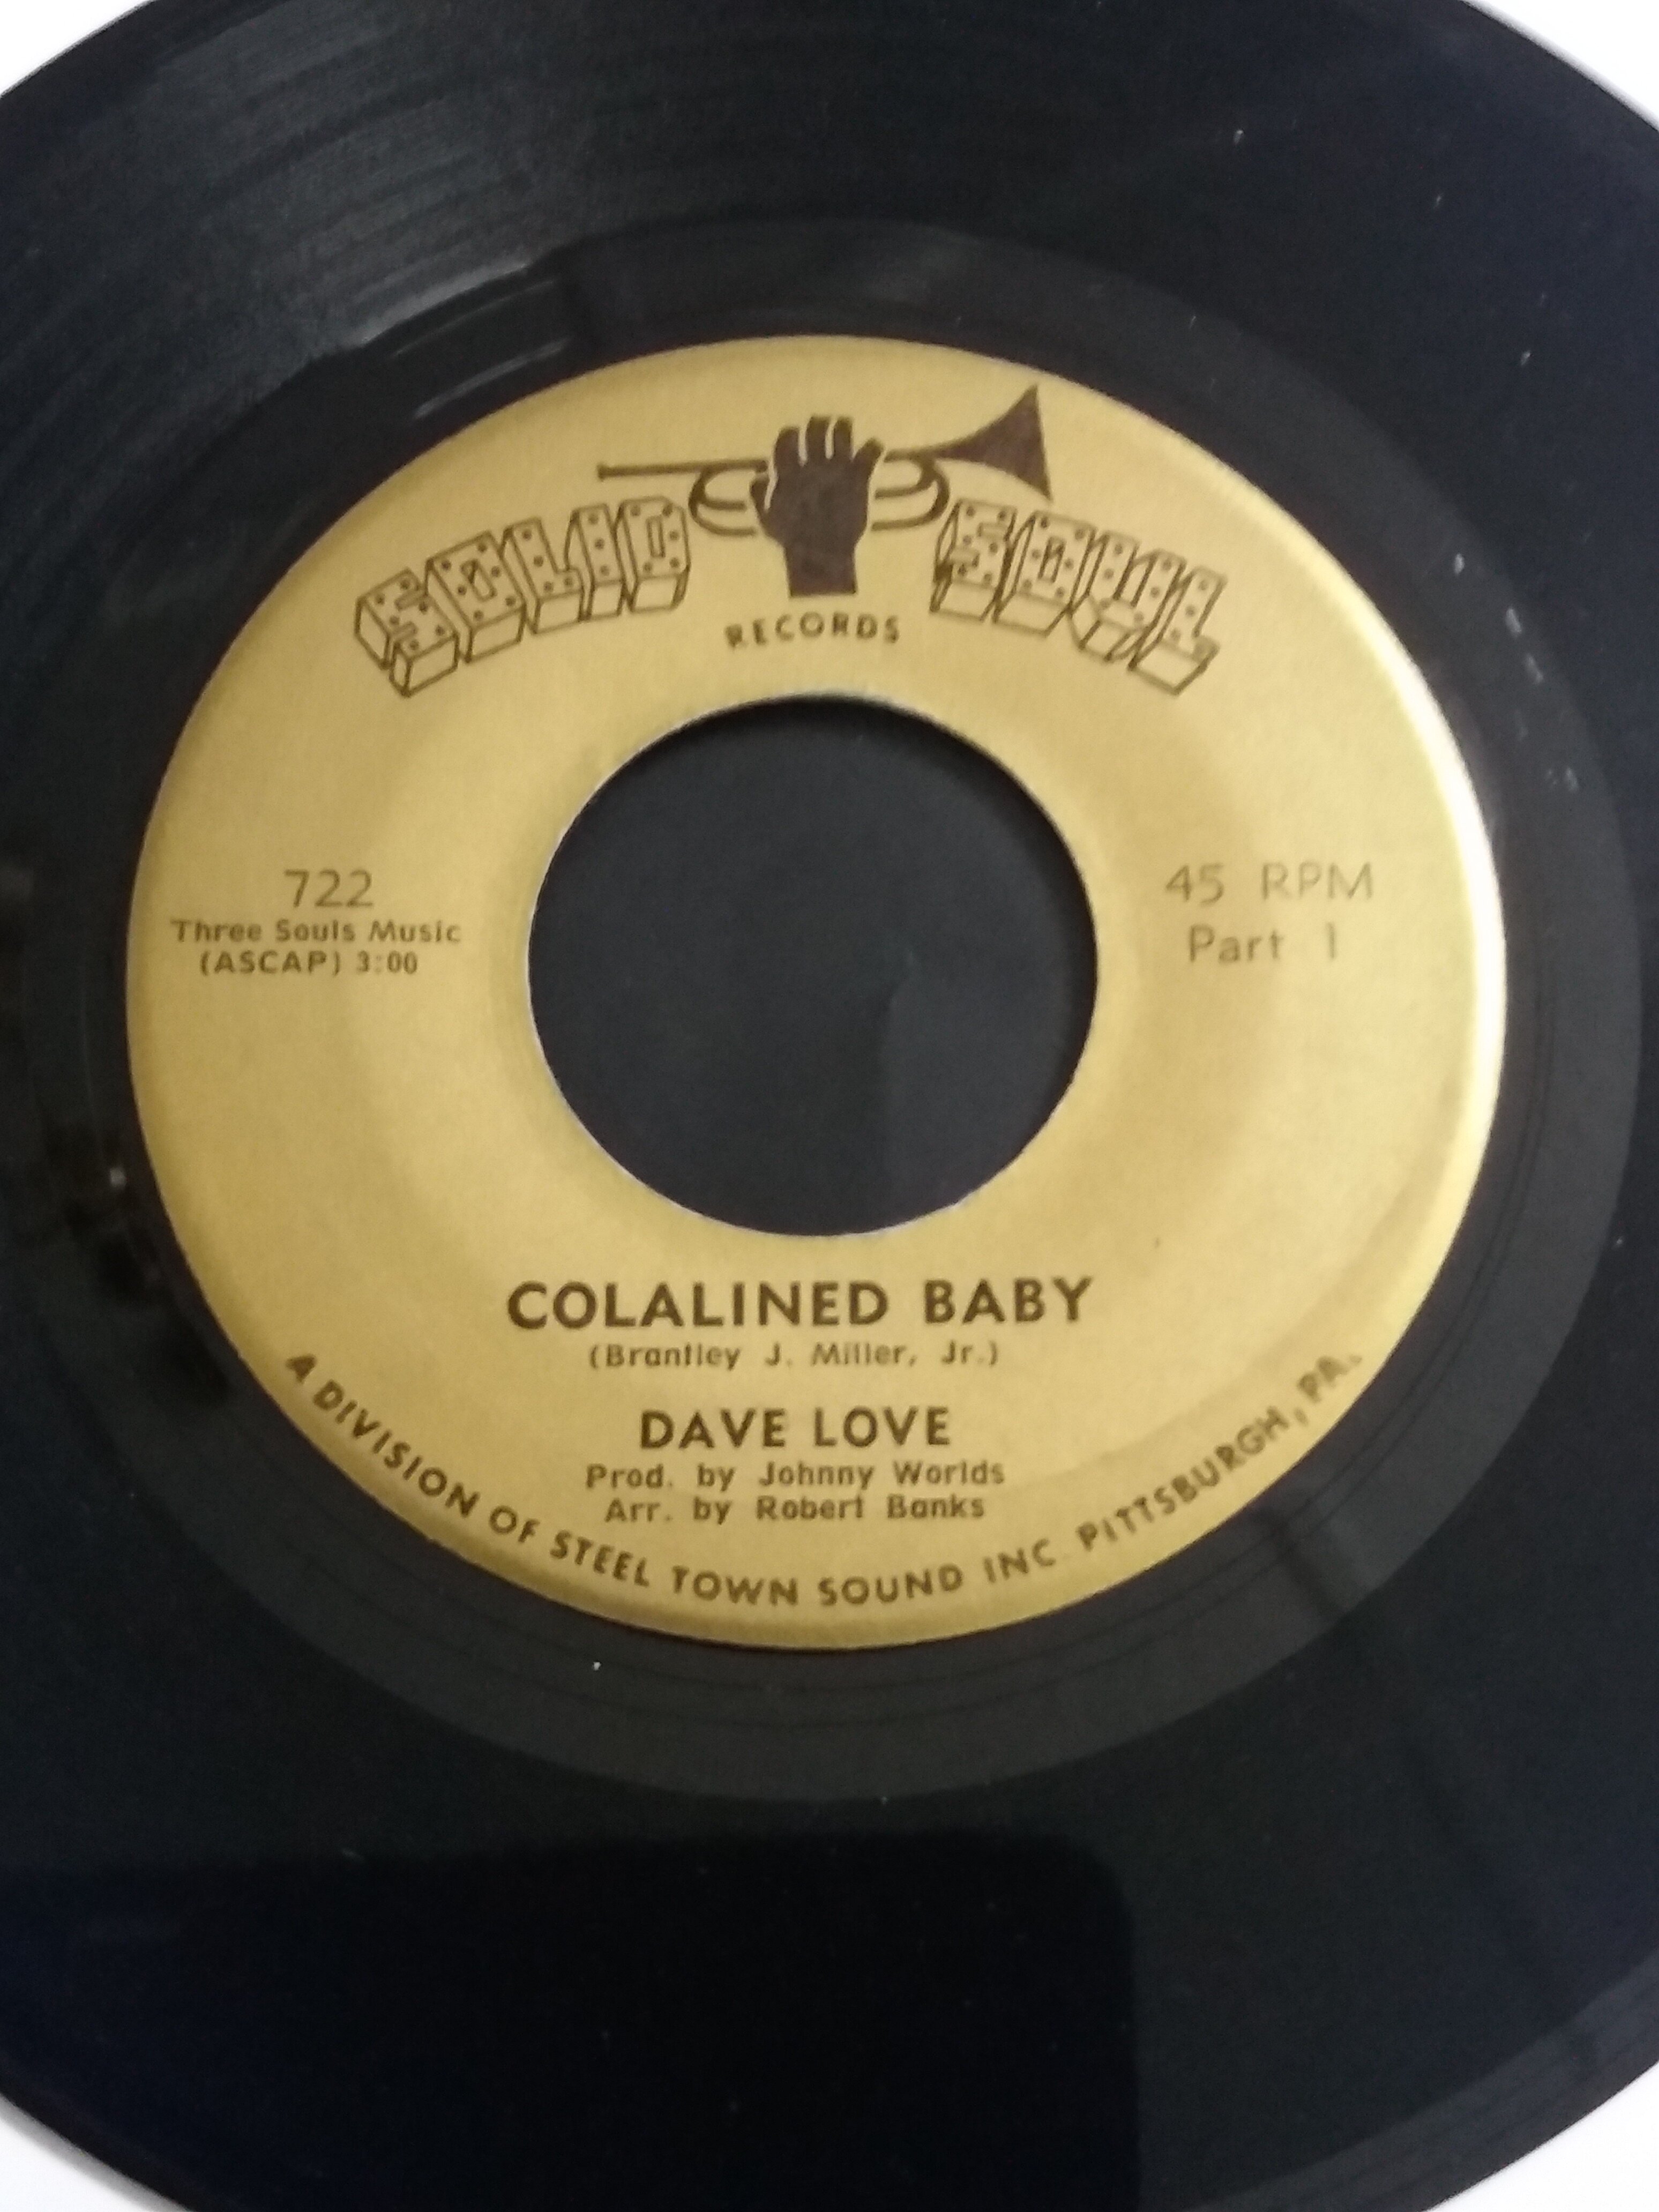 SOLID SOUL
RECORDS
722
Three Souls Music
(ASCAP) 3:00
45 RPM
Part 1
COLALINED BABY
(Brantley J. Miller, Jr.)
DAVE LOVE
Prod. by Johnny Worlds
Arr. by Robert Banks
A DIVISION OF STEEL TOWN SOUND INC. PITTSBURGH, PA.